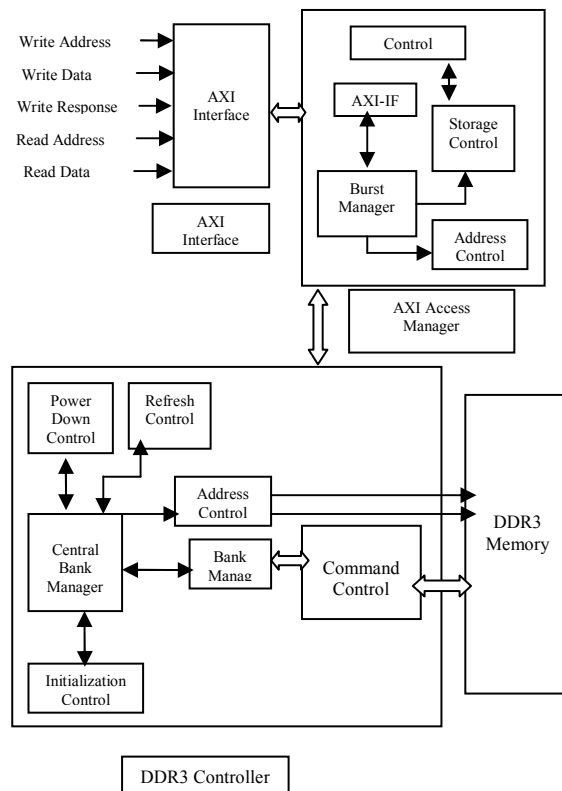 Write Address
Write Data
Write Response
Read Address
Read Data
AXI
Interface
AXI
Interface
Control
AXI-IF
Storage
Control
Burst
Manager
Address
Control
AXI Access
Manager
Power
Down
Control
Refresh
Control
Address
Control
Central
Bank
Manager
Bank
Manag
Command
Control
Initialization
Control
DDR3
Memory
DDR3 Controller